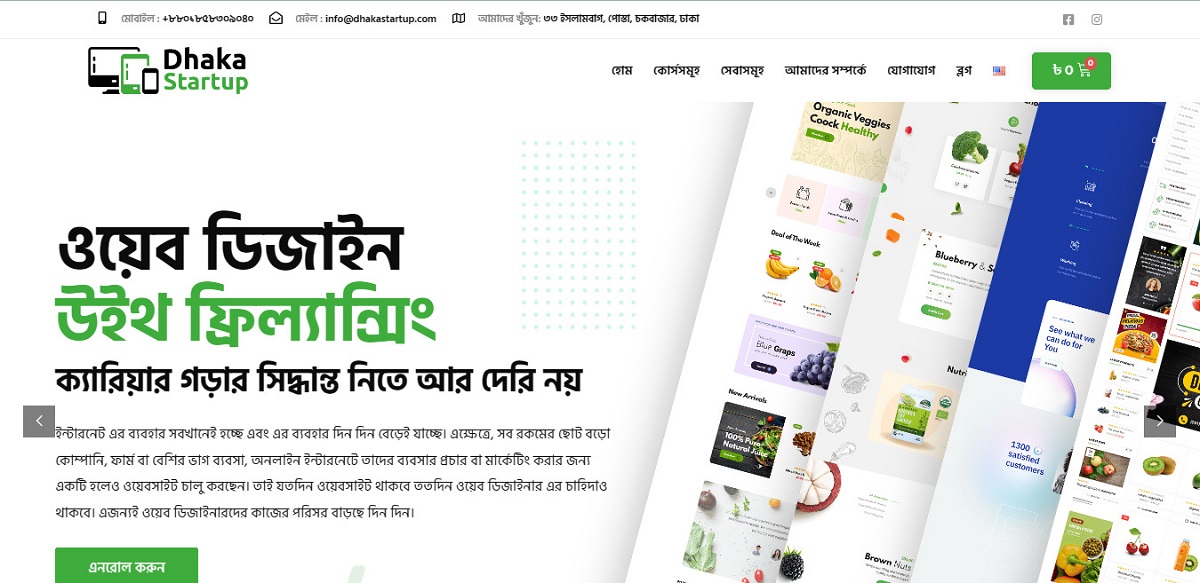 মোবাইল : +৮৮০১৮৫৮৩০৯০৪০ মেইল : info@dhakastartup.com আমাদের খুঁজুন: ৩৩ ইসলামবাগ, পোস্তা, চকবাজার, ঢাকা
Dhaka
Startup
হোম কোর্সসমূহ সেবাসমূহ আমাদের সম্পর্কে যোগাযোগ ব্লগ ৳ 0 0
ওয়েব ডিজাইন
উইথ ফ্রিল্যান্সিং
ক্যারিয়ার গড়ার সিদ্ধান্ত নিতে আর দেরি নয়
ইন্টারনেট এর ব্যবহার সবখানেই হচ্ছে এবং এর ব্যবহার দিন দিন বেড়েই যাচ্ছে। এক্ষেত্রে, সব রকমের ছোট বড়ো
কোম্পানি, ফার্ম বা বেশির ভাগ ব্যবসা, অনলাইন ইন্টারনেটে তাদের ব্যবসার প্রচার বা মার্কেটিং করার জন্য
একটি হলেও ওয়েবসাইট চালু করছেন। তাই যতদিন ওয়েবসাইট থাকবে ততদিন ওয়েব ডিজাইনার এর চাহিদাও
থাকবে। এজন্যই ওয়েব ডিজাইনারদের কাজের পরিসর বাড়ছে দিন দিন।
এনরোল করুন
Organic Veggies
Coock Healthy
Deal of The Week
Blue Graps
New Arrivals
100% Pure
Natural Juice
Blueberry & S
Nutri
Brown Nuts
See what we
can do for
You
1300
satisfied
customers